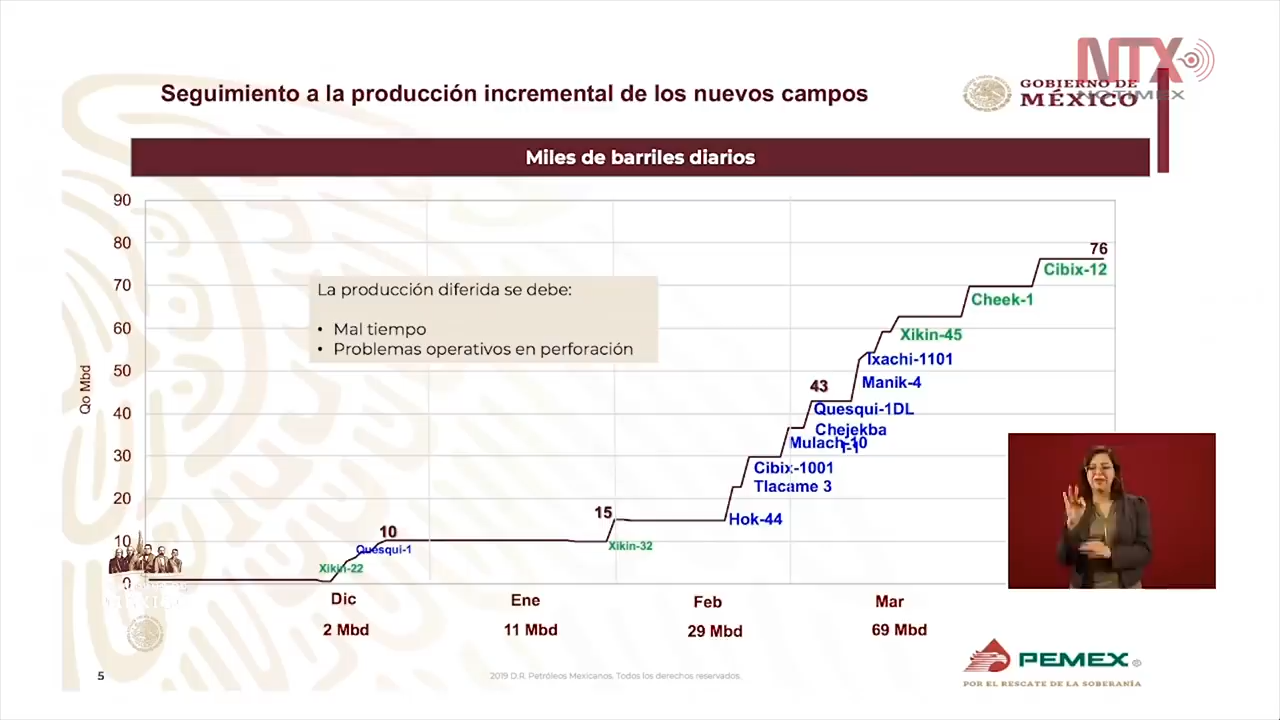 NTX
NOTIMEX
Seguimiento a la producción incremental de los nuevos campos
GOBIERNO DE
MÉXICO
Miles de barriles diarios
90
80
70
60
50
40
30
20
10
0
Qo Mbd
La producción diferida se debe:
• Mal tiempo
• Problemas operativos en perforación
76
Cibix-12
Cheek-1
Xikin-45
Ixachi-1101
Manik-4
43
Quesqui-1DL
Chejekba
1-1
Mulach-10
Cibix-1001
Tlacame 3
Hok-44
15
Xikin-32
10
Quesqui-1
Xikin-22
Dic
Ene
Feb
Mar
2 Mbd
11 Mbd
29 Mbd
69 Mbd
5
2019 D.R. Petróleos Mexicanos. Todos los derechos reservados.
PEMEX®
POR EL RESCATE DE LA SOBERANÍA